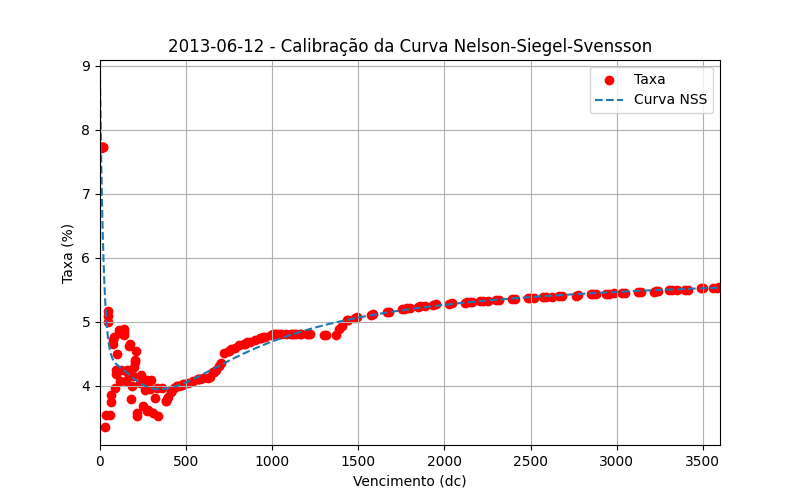 2013-06-12 - Calibração da Curva Nelson-Siegel-Svensson
Taxa
Curva NSS
Taxa (%)
9
8
7
6
5
4
0 500 1000 1500 2000 2500 3000 3500
Vencimento (dc)